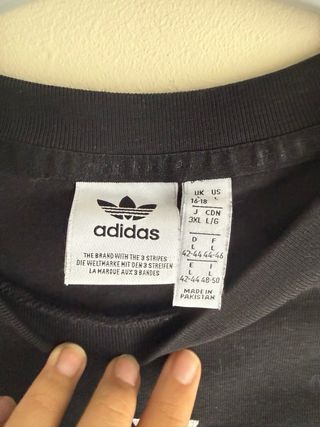 adidas
THE BRAND WITH THE 3 STRIPES
DIE WELTMARKE MIT DEN 3 STREIFEN
LA MARQUE AUX 3 BANDES
UK US
16-18 L
J CDN
3XL L/G
D F
L L
42-44 44-46
E I
L L
42-44 48-50
MADE IN
PAKISTAN